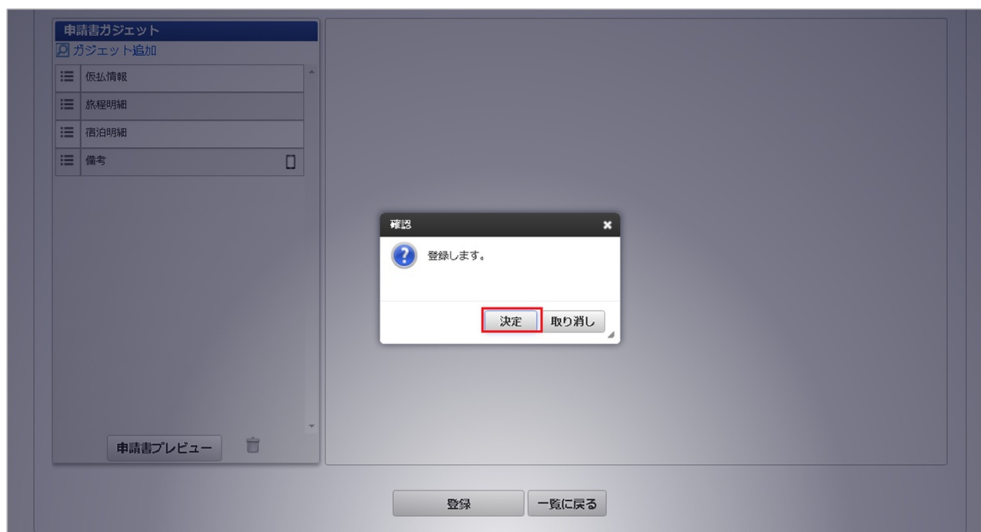 申請書ガジェット
ガジェット追加
仮払情報
旅程明細
宿泊明細
備考
確認
登録します。
決定
取り消し
申請書プレビュー
登録
一覧に戻る